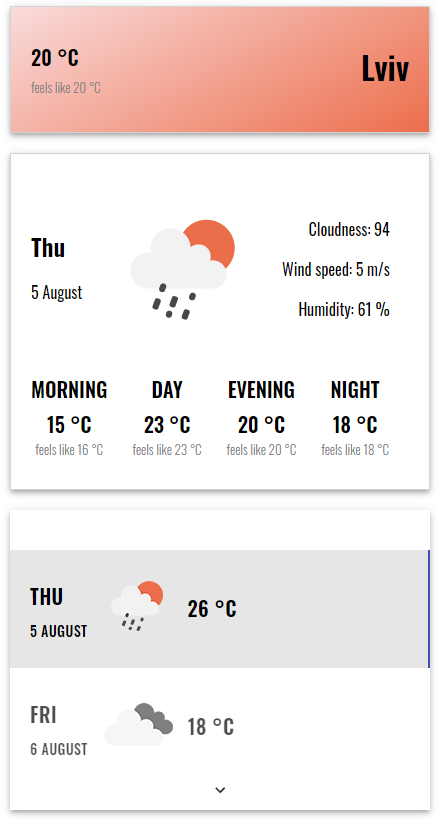 20 °C
feels like 20 °C
Lviv
Thu
5 August
Cloudness: 94
Wind speed: 5 m/s
Humidity: 61 %
MORNING DAY EVENING NIGHT
15 °C 23 °C 20 °C 18 °C
feels like 16 °C feels like 23 °C feels like 20 °C feels like 18 °C
THU
5 AUGUST
26 °C
FRI
6 AUGUST
18 °C